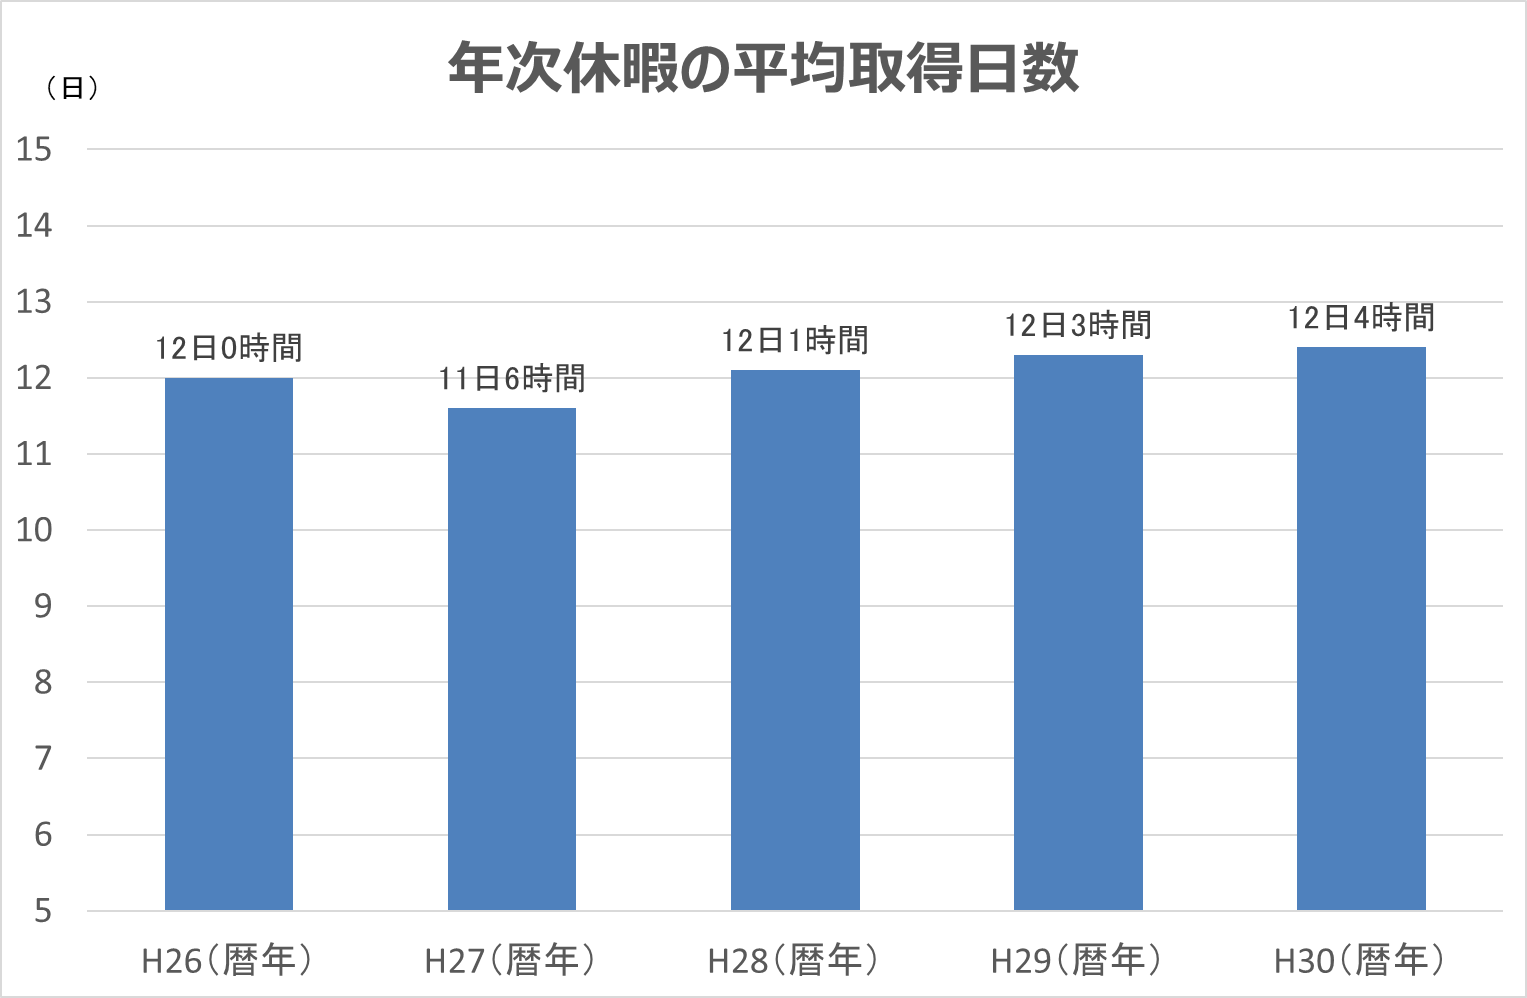 年次休暇の平均取得日数
（日）
15
14
13
12
11
10
9
8
7
6
5
12日0時間
11日6時間
12日1時間
12日3時間
12日4時間
H26（暦年）
H27（暦年）
H28（暦年）
H29（暦年）
H30（暦年）